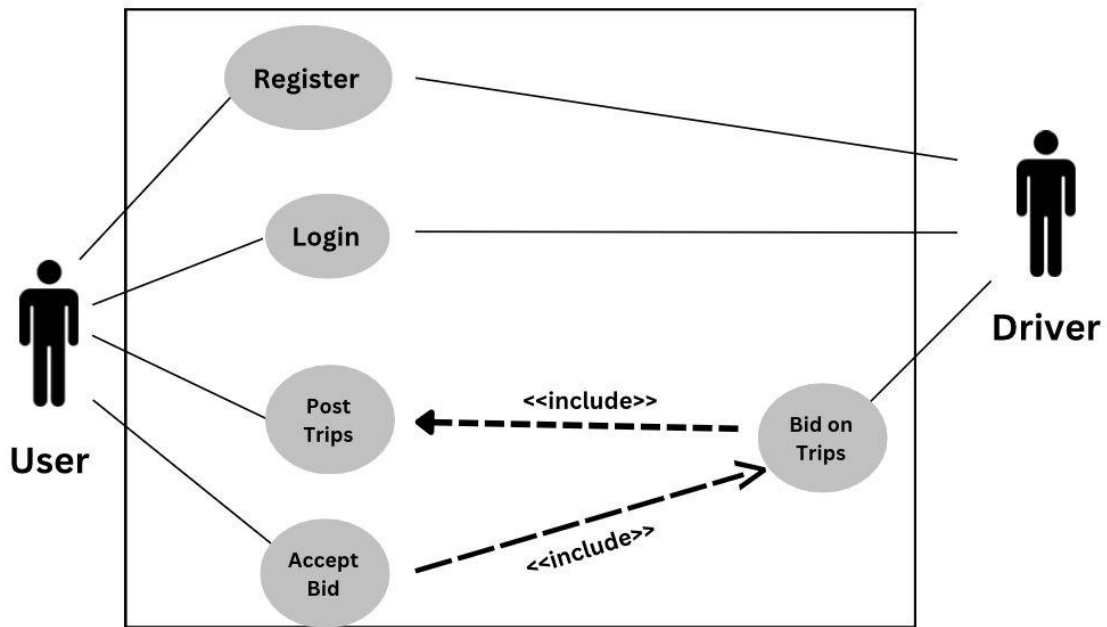 Register
Login
User
Driver
Post
Trips
<<include>>
Bid on
Trips
<<include>>
Accept
Bid